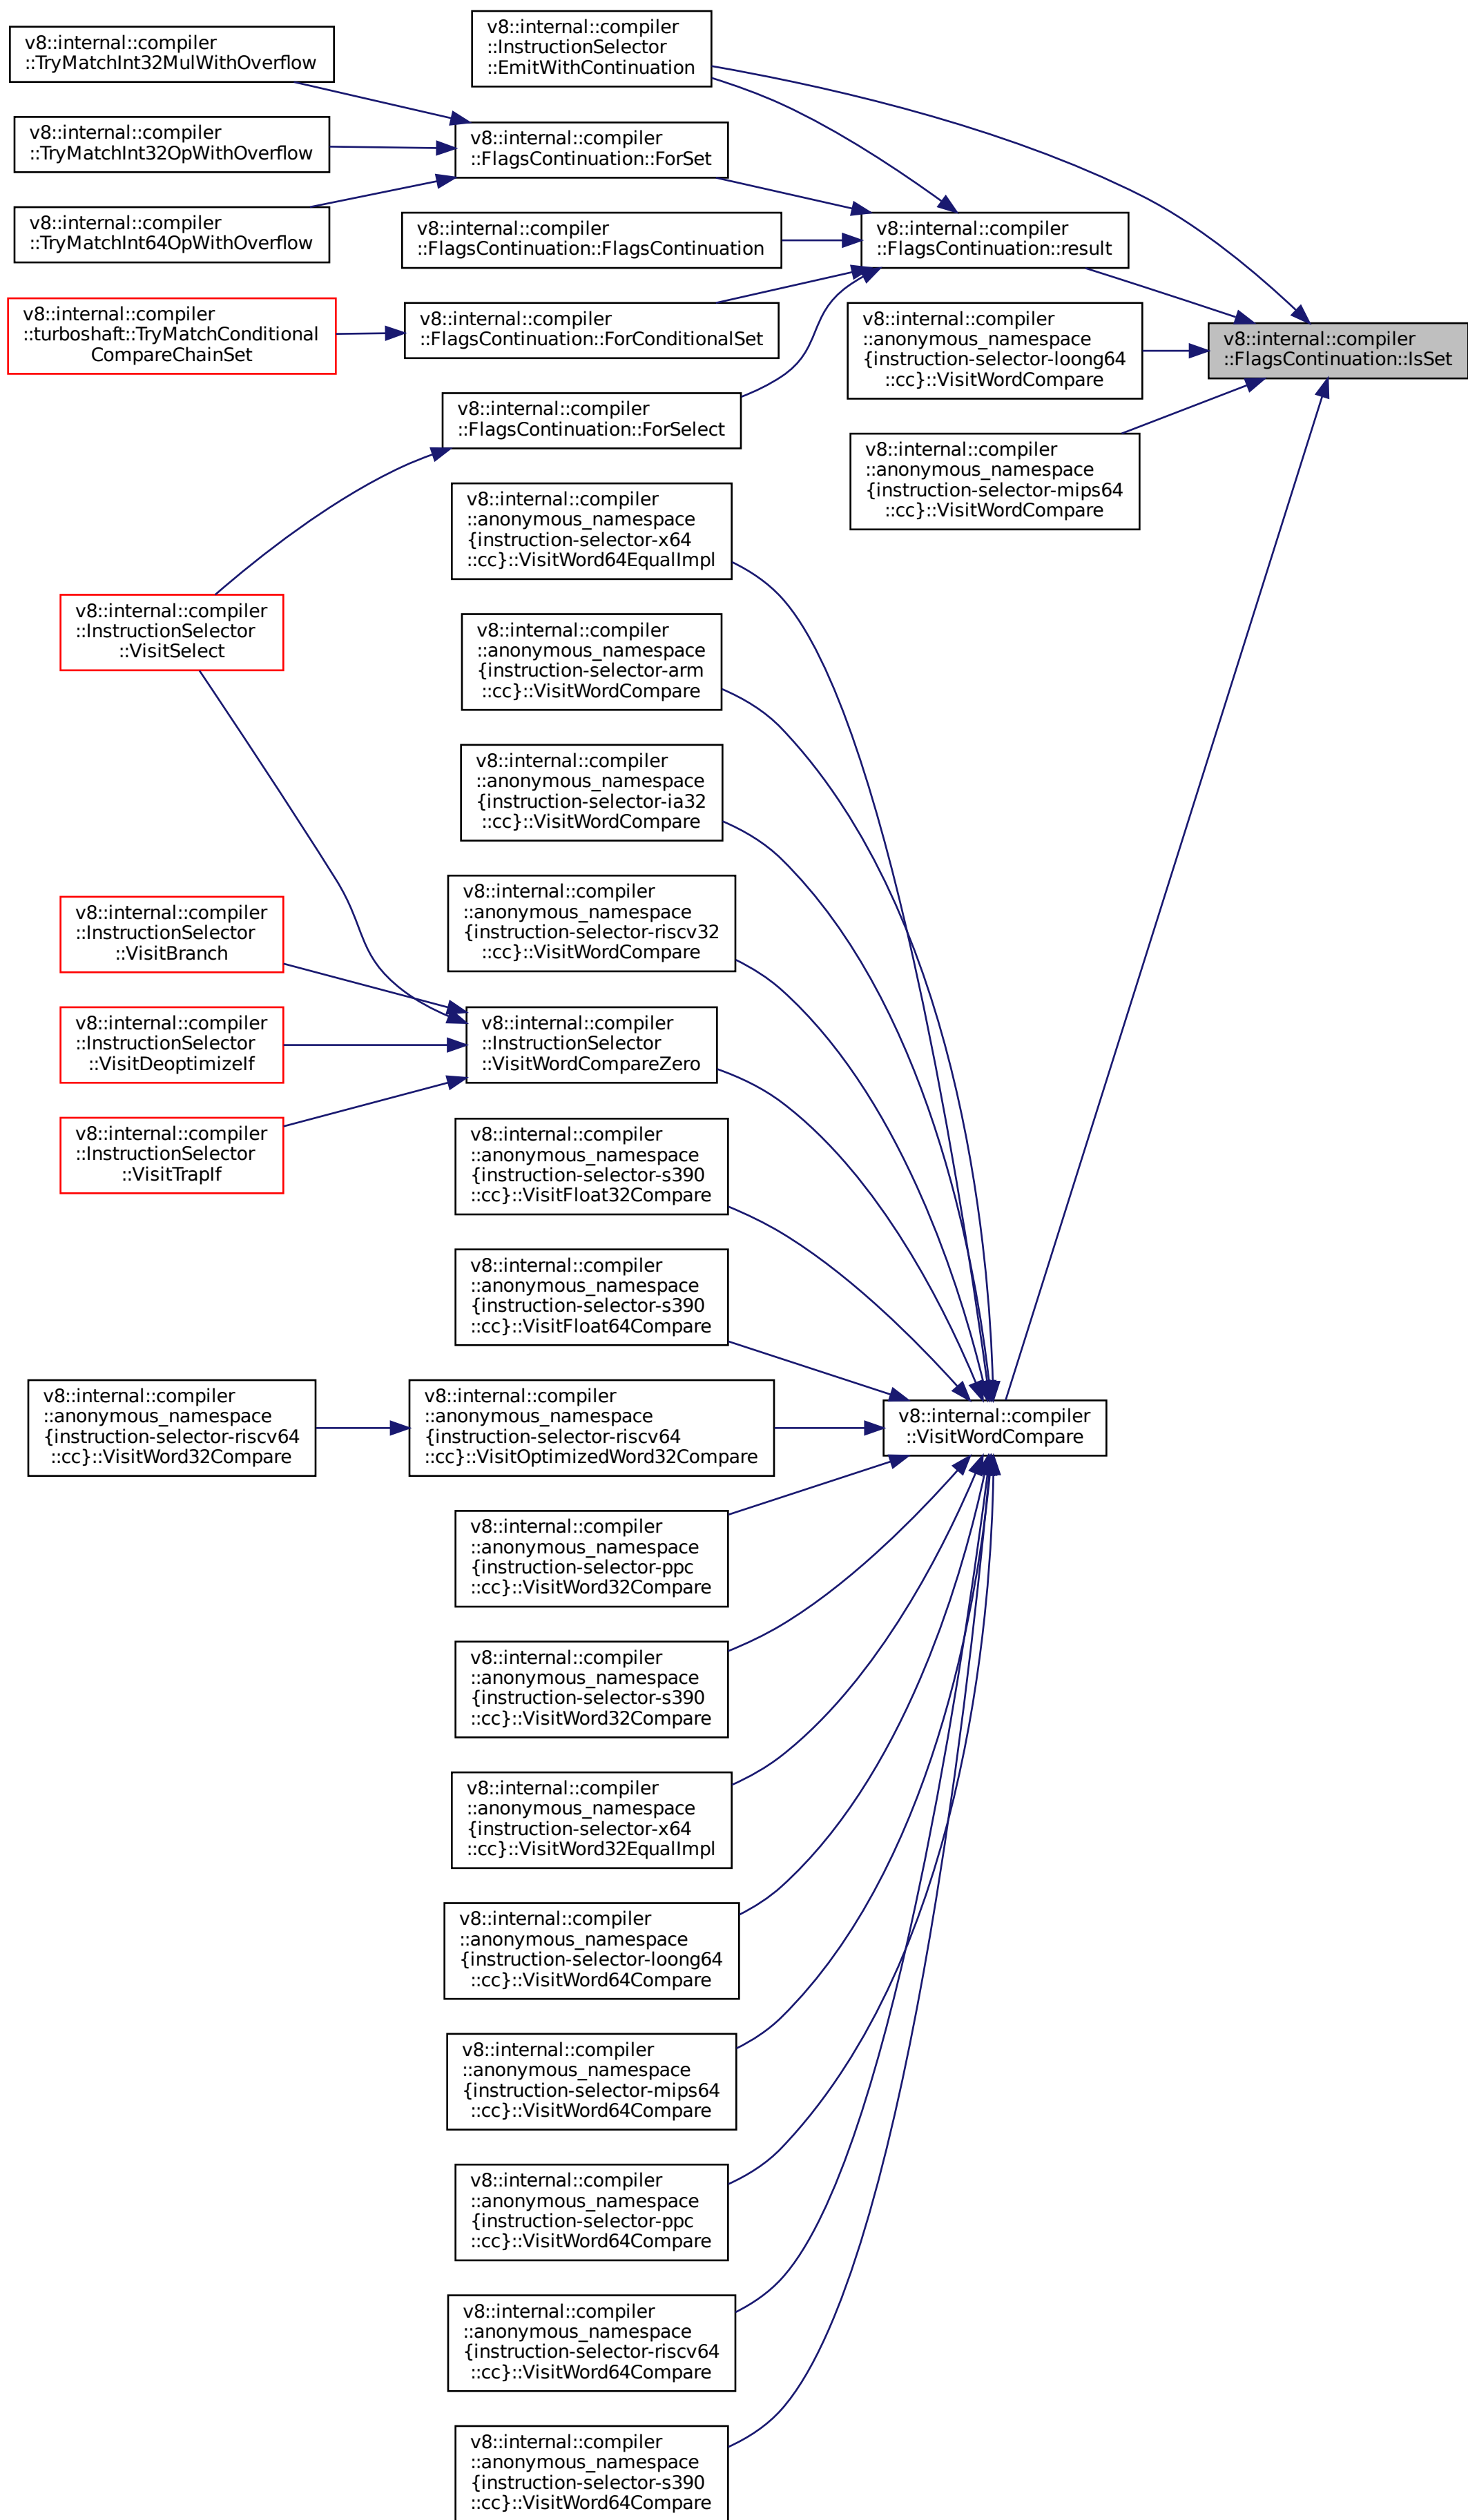 v8::internal::compiler
::InstructionSelector
::EmitWithContinuation
v8::internal::compiler
::TryMatchInt32MulWithOverflow
v8::internal::compiler
::TryMatchInt32OpWithOverflow
v8::internal::compiler
::FlagsContinuation::ForSet
v8::internal::compiler
::TryMatchInt64OpWithOverflow
v8::internal::compiler
::FlagsContinuation::FlagsContinuation
v8::internal::compiler
::FlagsContinuation::result
v8::internal::compiler
::turboshaft::TryMatchConditional
CompareChainSet
v8::internal::compiler
::FlagsContinuation::ForConditionalSet
v8::internal::compiler
::anonymous_namespace
{instruction-selector-loong64
::cc}::VisitWordCompare
v8::internal::compiler
::FlagsContinuation::IsSet
v8::internal::compiler
::FlagsContinuation::ForSelect
v8::internal::compiler
::anonymous_namespace
{instruction-selector-mips64
::cc}::VisitWordCompare
v8::internal::compiler
::anonymous_namespace
{instruction-selector-x64
::cc}::VisitWord64EqualImpl
v8::internal::compiler
::InstructionSelector
::VisitSelect
v8::internal::compiler
::anonymous_namespace
{instruction-selector-arm
::cc}::VisitWordCompare
v8::internal::compiler
::anonymous_namespace
{instruction-selector-ia32
::cc}::VisitWordCompare
v8::internal::compiler
::anonymous_namespace
{instruction-selector-riscv32
::cc}::VisitWordCompare
v8::internal::compiler
::InstructionSelector
::VisitBranch
v8::internal::compiler
::InstructionSelector
::VisitDeoptimizeIf
v8::internal::compiler
::InstructionSelector
::VisitWordCompareZero
v8::internal::compiler
::InstructionSelector
::VisitTrapIf
v8::internal::compiler
::anonymous_namespace
{instruction-selector-s390
::cc}::VisitFloat32Compare
v8::internal::compiler
::anonymous_namespace
{instruction-selector-s390
::cc}::VisitFloat64Compare
v8::internal::compiler
::anonymous_namespace
{instruction-selector-riscv64
::cc}::VisitWord32Compare
v8::internal::compiler
::anonymous_namespace
{instruction-selector-riscv64
::cc}::VisitOptimizedWord32Compare
v8::internal::compiler
::VisitWordCompare
v8::internal::compiler
::anonymous_namespace
{instruction-selector-ppc
::cc}::VisitWord32Compare
v8::internal::compiler
::anonymous_namespace
{instruction-selector-s390
::cc}::VisitWord32Compare
v8::internal::compiler
::anonymous_namespace
{instruction-selector-x64
::cc}::VisitWord32EqualImpl
v8::internal::compiler
::anonymous_namespace
{instruction-selector-loong64
::cc}::VisitWord64Compare
v8::internal::compiler
::anonymous_namespace
{instruction-selector-mips64
::cc}::VisitWord64Compare
v8::internal::compiler
::anonymous_namespace
{instruction-selector-ppc
::cc}::VisitWord64Compare
v8::internal::compiler
::anonymous_namespace
{instruction-selector-riscv64
::cc}::VisitWord64Compare
v8::internal::compiler
::anonymous_namespace
{instruction-selector-s390
::cc}::VisitWord64Compare